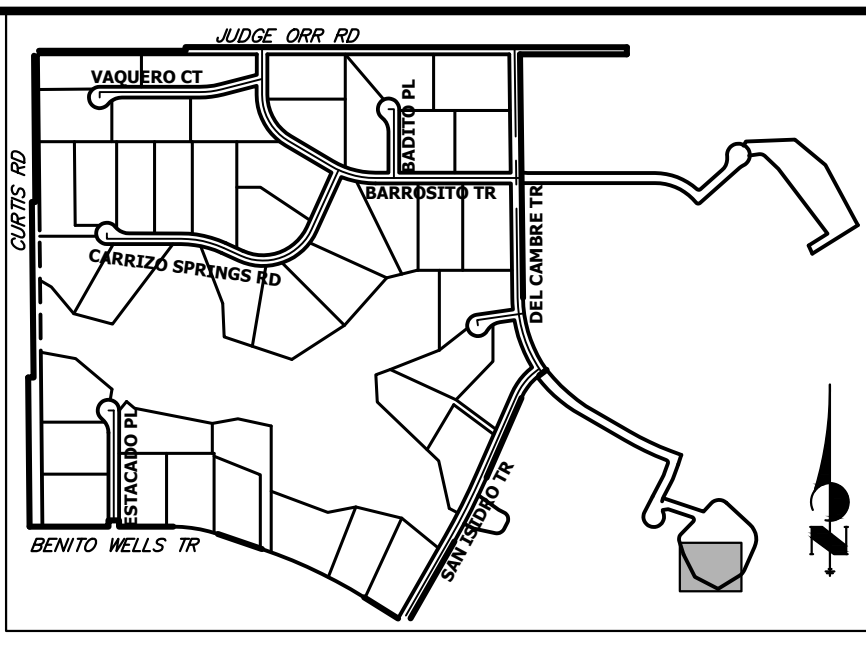 JUDGE ORR RD
VAQUERO CT
BADITO PL
CURTIS RD
BARROSITO TR
DEL CAMBRE TR
CARRIZO SPRINGS RD
ESTACADO PL
SAN ISIDRO TR
BENITO WELLS TR
N